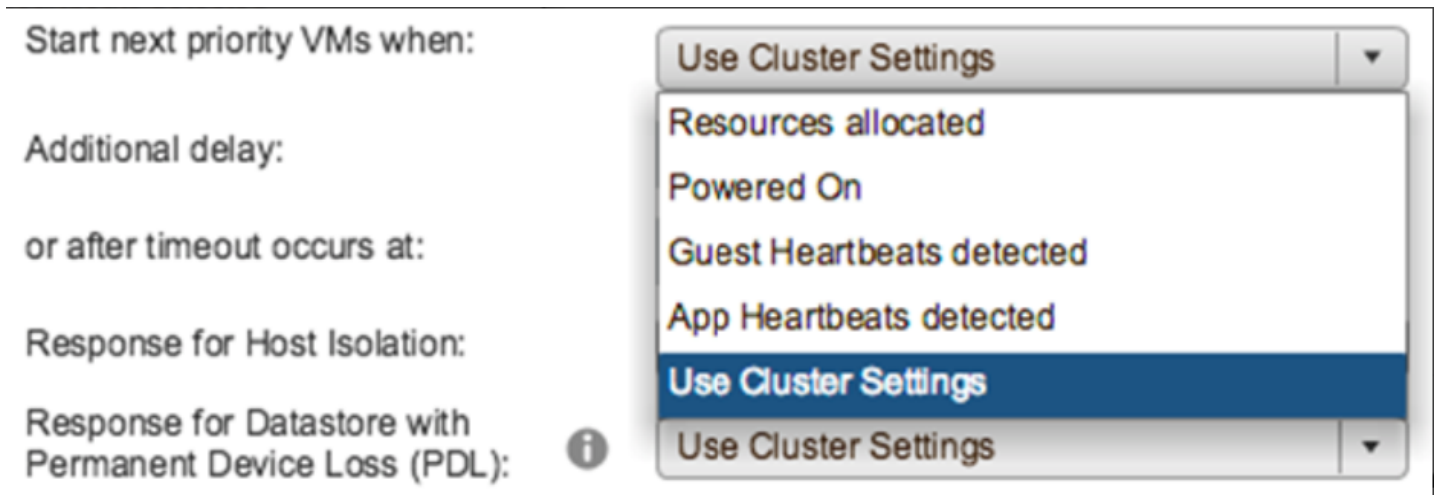 Start next priority VMs when:
Use Cluster Settings
Resources allocated
Additional delay:
Powered On
or after timeout occurs at:
Guest Heartbeats detected
App Heartbeats detected
Response for Host Isolation:
Use Cluster Settings
Response for Datastore with
Permanent Device Loss (PDL):
Use Cluster Settings